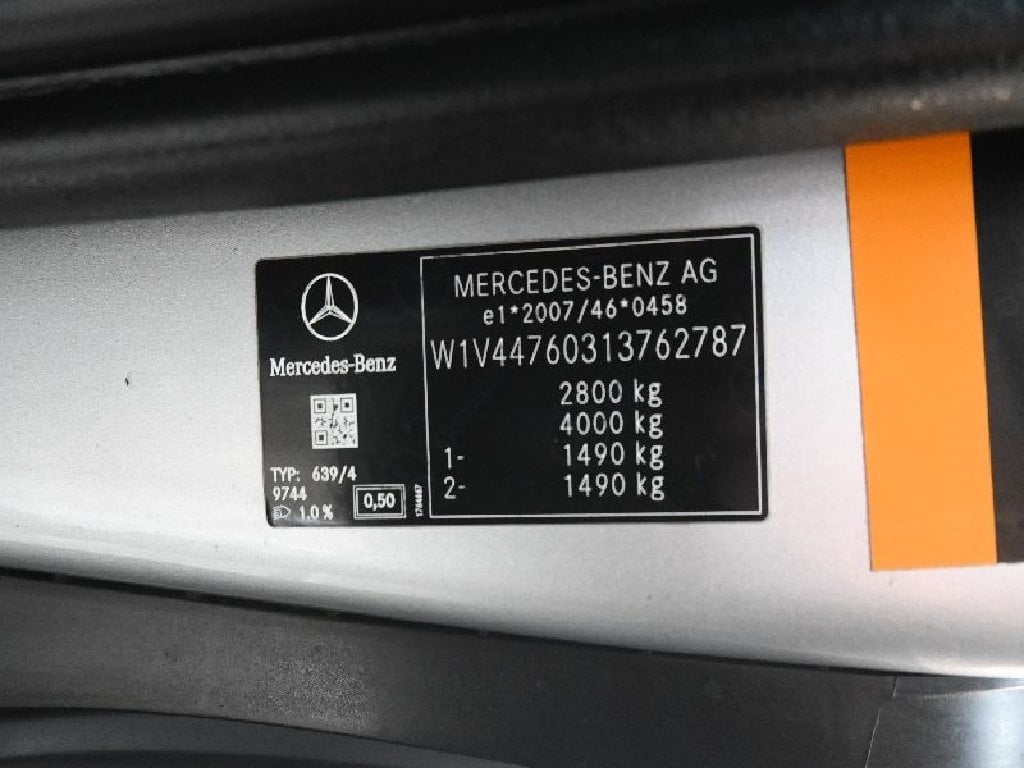 Mercedes-Benz
TYP: 639/4
9744
1.0 %
0,50
MERCEDES-BENZ AG
e1*2007/46*0458
W1V44760313762787
2800 kg
4000 kg
1- 1490 kg
2- 1490 kg